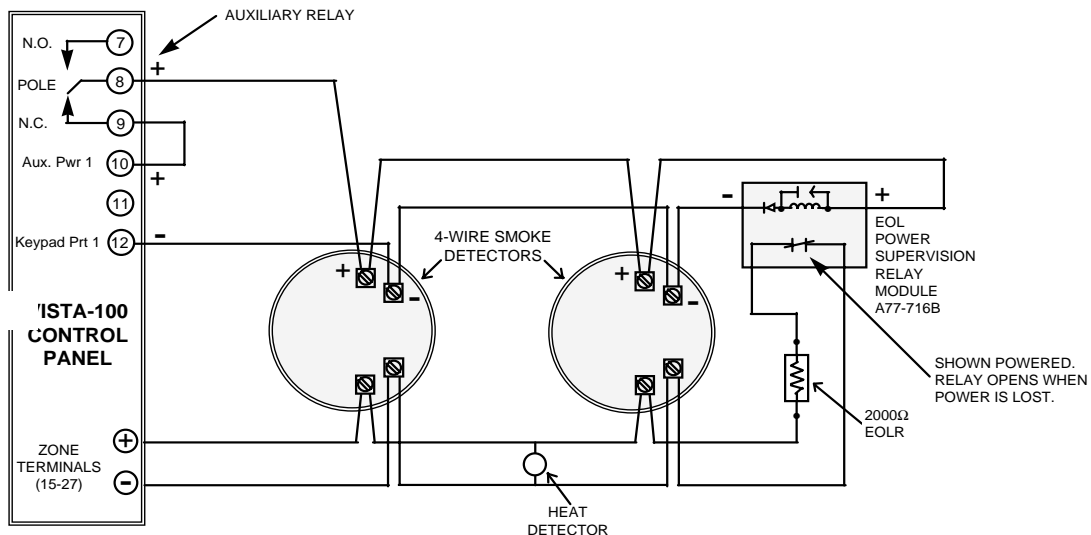 AUXILIARY RELAY
N.O.
7
+
POLE
8
N.C.
9
Aux. Pwr 1
10
+
11
Keypad Prt 1
12
-
4-WIRE SMOKE
DETECTORS
+
-
+
-
-
+
EOL
POWER
SUPERVISION
RELAY
MODULE
A77-716B
'ISTA-100
CONTROL
PANEL
SHOWN POWERED.
RELAY OPENS WHEN
POWER IS LOST.
2000Ω
EOLR
ZONE
TERMINALS
(15-27)
+
-
HEAT
DETECTOR